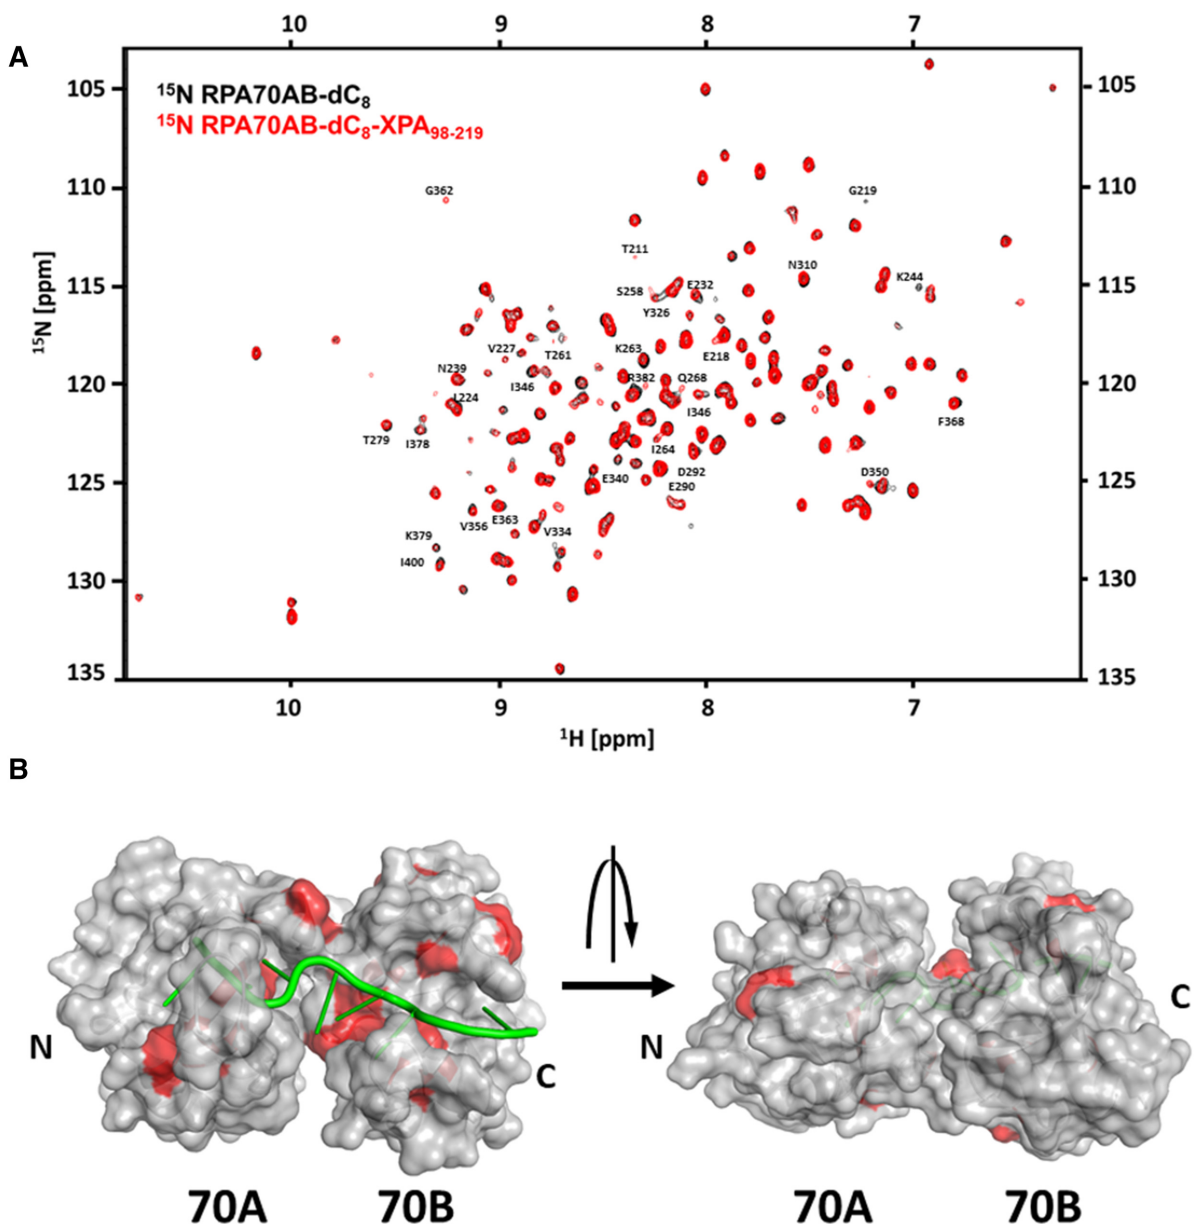 A
10 9 8 7
105 105
¹⁵N RPA70AB-dC₈
¹⁵N RPA70AB-dC₈-XPA₉₈₋₂₁₉
110 110
G362 G219
T211
N310
115 115
K244
E232
S258
Y326
V227 T261 K263 E218
N239 I346 R382 Q268
120 120
L224 I346
F368
T279 I378
I264
D292 D350
E340
125 125
E290
V356 E363
V334
K379
I400
130 130
135 135
10 9 8 7
¹⁵N [ppm]
¹H [ppm]
B
N C N C
70A 70B 70A 70B